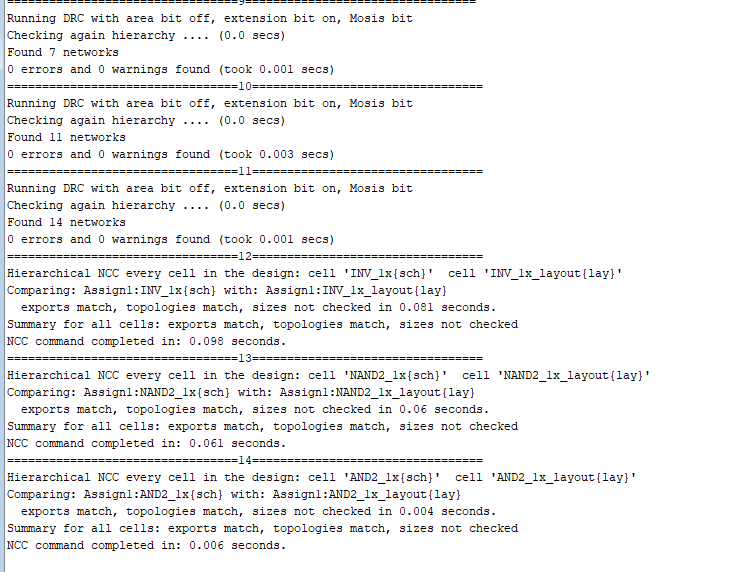 =================================9=================================
Running DRC with area bit off, extension bit on, Mosis bit
Checking again hierarchy .... (0.0 secs)
Found 7 networks
0 errors and 0 warnings found (took 0.001 secs)
=================================10=================================
Running DRC with area bit off, extension bit on, Mosis bit
Checking again hierarchy .... (0.0 secs)
Found 11 networks
0 errors and 0 warnings found (took 0.003 secs)
=================================11=================================
Running DRC with area bit off, extension bit on, Mosis bit
Checking again hierarchy .... (0.0 secs)
Found 14 networks
0 errors and 0 warnings found (took 0.001 secs)
=================================12=================================
Hierarchical NCC every cell in the design: cell 'INV_1x{sch}'  cell 'INV_1x_layout{lay}'
Comparing: Assign1:INV_1x{sch} with: Assign1:INV_1x_layout{lay}
  exports match, topologies match, sizes not checked in 0.081 seconds.
Summary for all cells: exports match, topologies match, sizes not checked
NCC command completed in: 0.098 seconds.
=================================13=================================
Hierarchical NCC every cell in the design: cell 'NAND2_1x{sch}'  cell 'NAND2_1x_layout{lay}'
Comparing: Assign1:NAND2_1x{sch} with: Assign1:NAND2_1x_layout{lay}
  exports match, topologies match, sizes not checked in 0.06 seconds.
Summary for all cells: exports match, topologies match, sizes not checked
NCC command completed in: 0.061 seconds.
=================================14=================================
Hierarchical NCC every cell in the design: cell 'AND2_1x{sch}'  cell 'AND2_1x_layout{lay}'
Comparing: Assign1:AND2_1x{sch} with: Assign1:AND2_1x_layout{lay}
  exports match, topologies match, sizes not checked in 0.004 seconds.
Summary for all cells: exports match, topologies match, sizes not checked
NCC command completed in: 0.006 seconds.